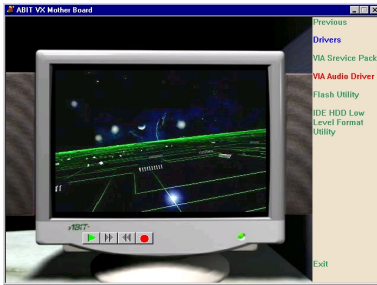 ABIT VX Mother Board
Previous
Drivers
VIA Srevice Pack
VIA Audio Driver
Flash Utility
IDE HDD Low
Level Format
Utility
ABIT
Exit